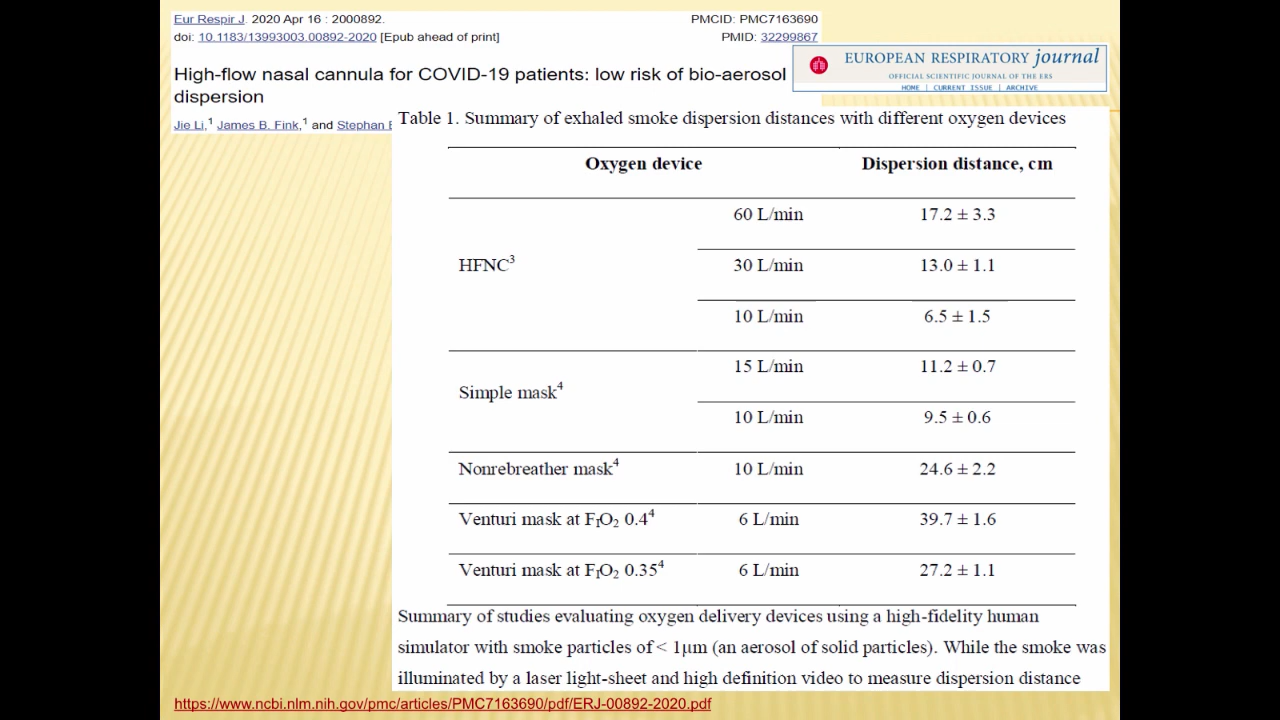 Eur Respir J. 2020 Apr 16 : 2000892.
PMCID: PMC7163690
doi: 10.1183/13993003.00892-2020 [Epub ahead of print]
PMID: 32299867
High-flow nasal cannula for COVID-19 patients: low risk of bio-aerosol
dispersion
EUROPEAN RESPIRATORY journal
OFFICIAL SCIENTIFIC JOURNAL OF THE ERS
HOME | CURRENT ISSUE | ARCHIVE
Jie Li,1 James B. Fink,1 and Stephan
Table 1. Summary of exhaled smoke dispersion distances with different oxygen devices
Oxygen device Dispersion distance, cm
60 L/min 17.2 ± 3.3
HFNC3 30 L/min 13.0 ± 1.1
10 L/min 6.5 ± 1.5
15 L/min 11.2 ± 0.7
Simple mask4
10 L/min 9.5 ± 0.6
Nonrebreather mask4 10 L/min 24.6 ± 2.2
Venturi mask at FIO2 0.44 6 L/min 39.7 ± 1.6
Venturi mask at FIO2 0.354 6 L/min 27.2 ± 1.1
Summary of studies evaluating oxygen delivery devices using a high-fidelity human
simulator with smoke particles of < 1μm (an aerosol of solid particles). While the smoke was
illuminated by a laser light-sheet and high definition video to measure dispersion distance
https://www.ncbi.nlm.nih.gov/pmc/articles/PMC7163690/pdf/ERJ-00892-2020.pdf